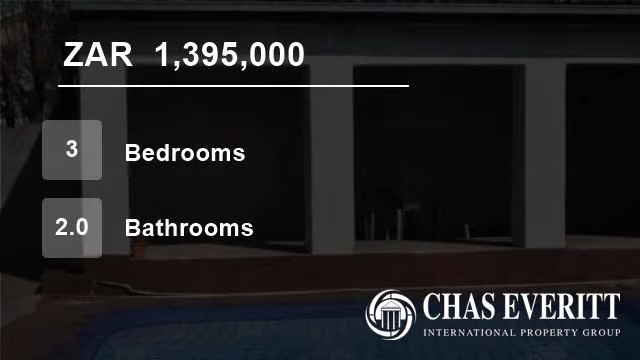 ZAR 1,395,000
3
Bedrooms
2.0
Bathrooms
CHAS EVERITT
INTERNATIONAL PROPERTY GROUP